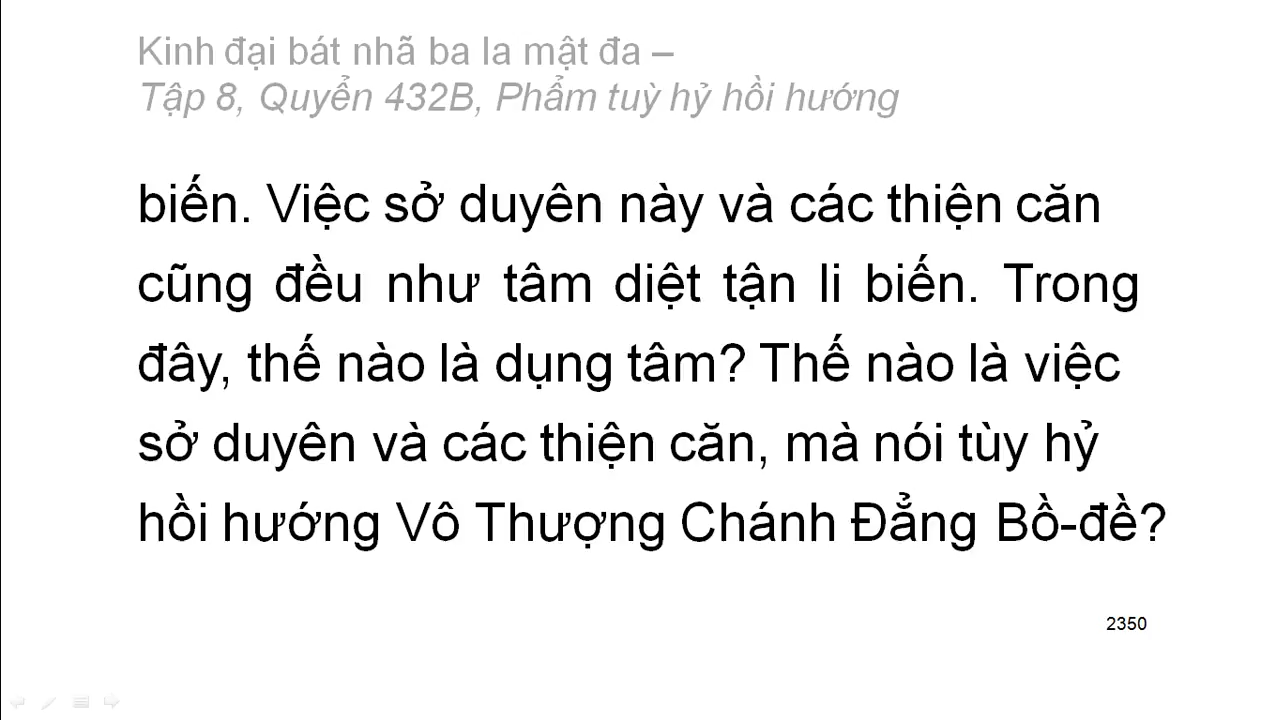 Kinh đại bát nhã ba la mật đa –
Tập 8, Quyển 432B, Phẩm tuỳ hỷ hồi hướng
biến. Việc sở duyên này và các thiện căn
cũng đều như tâm diệt tận li biến. Trong
đây, thế nào là dụng tâm? Thế nào là việc
sở duyên và các thiện căn, mà nói tùy hỷ
hồi hướng Vô Thượng Chánh Đẳng Bồ-đề?
2350